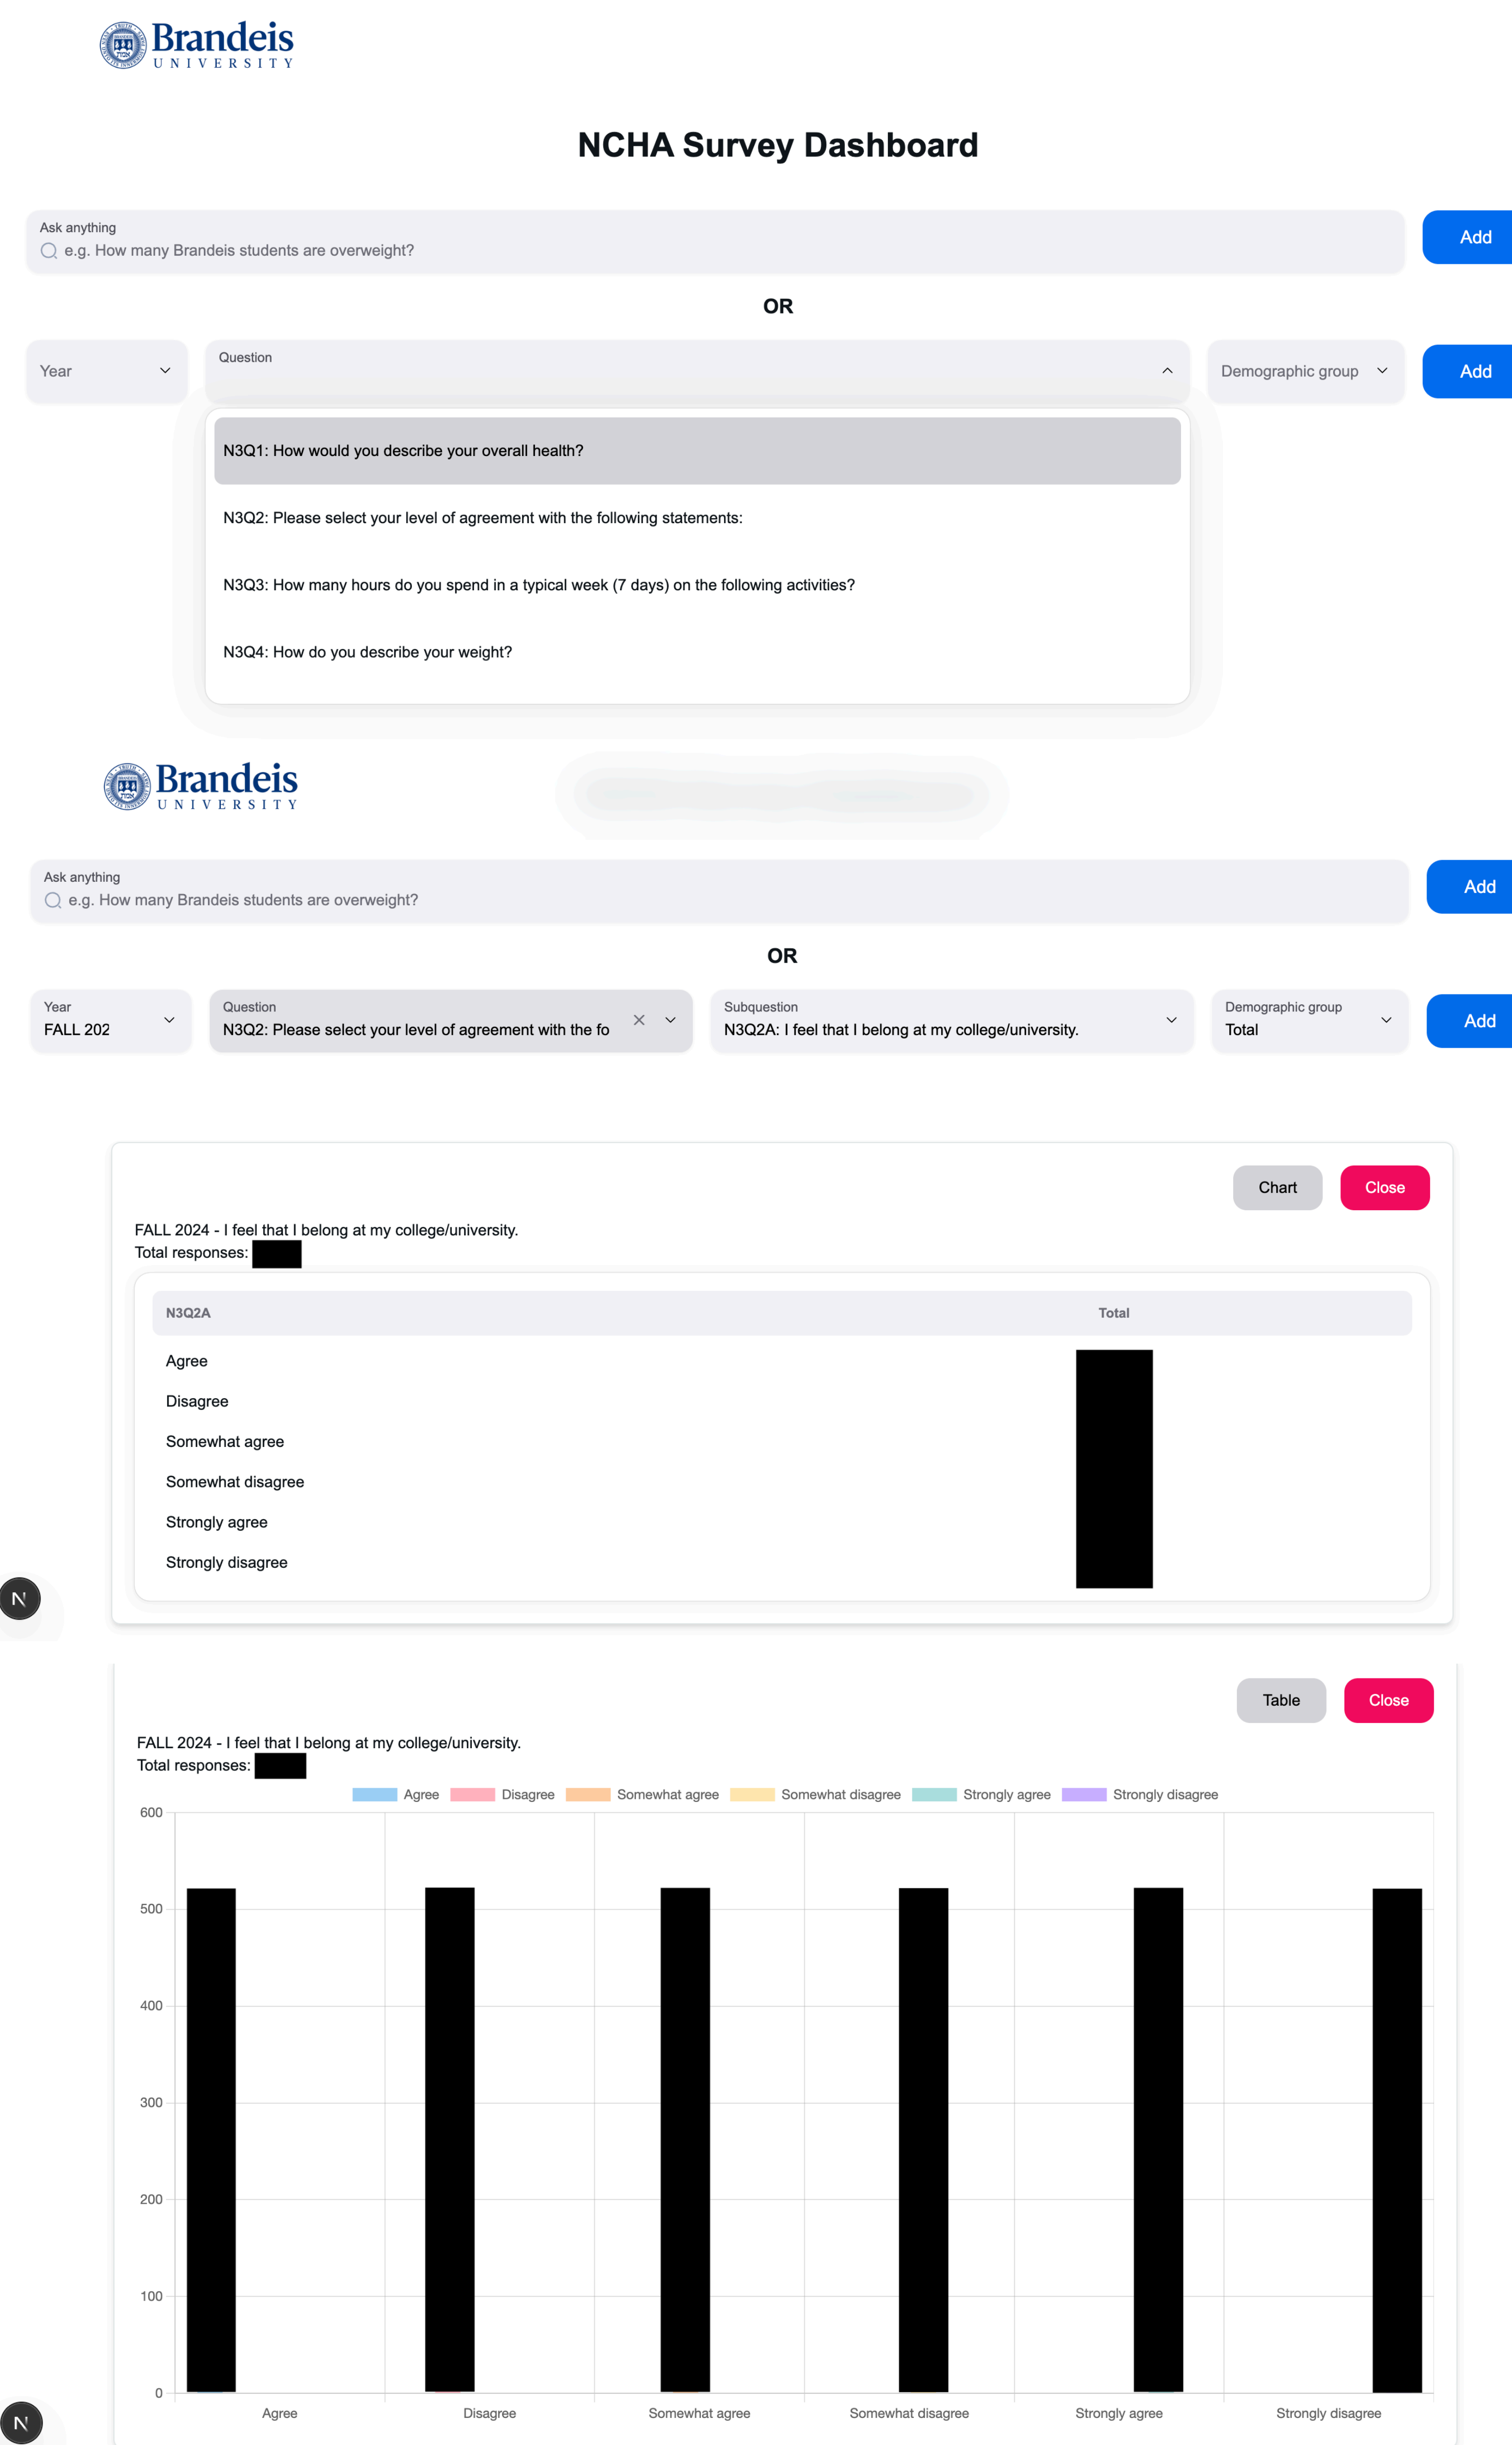 Brandeis
UNIVERSITY
NCHA Survey Dashboard
Ask anything
e.g. How many Brandeis students are overweight?
Add
OR
Year
Question
Demographic group
Add
N3Q1: How would you describe your overall health?
N3Q2: Please select your level of agreement with the following statements:
N3Q3: How many hours do you spend in a typical week (7 days) on the following activities?
N3Q4: How do you describe your weight?
Brandeis
UNIVERSITY
Ask anything
e.g. How many Brandeis students are overweight?
Add
OR
Year
FALL 202
Question
N3Q2: Please select your level of agreement with the fo
Subquestion
N3Q2A: I feel that I belong at my college/university.
Demographic group
Total
Add
Chart
Close
FALL 2024 - I feel that I belong at my college/university.
Total responses:
N3Q2A Total
Agree
Disagree
Somewhat agree
Somewhat disagree
Strongly agree
Strongly disagree
N
Table
Close
FALL 2024 - I feel that I belong at my college/university.
Total responses:
Agree Disagree Somewhat agree Somewhat disagree Strongly agree Strongly disagree
600
500
400
300
200
100
0
Agree Disagree Somewhat agree Somewhat disagree Strongly agree Strongly disagree
N